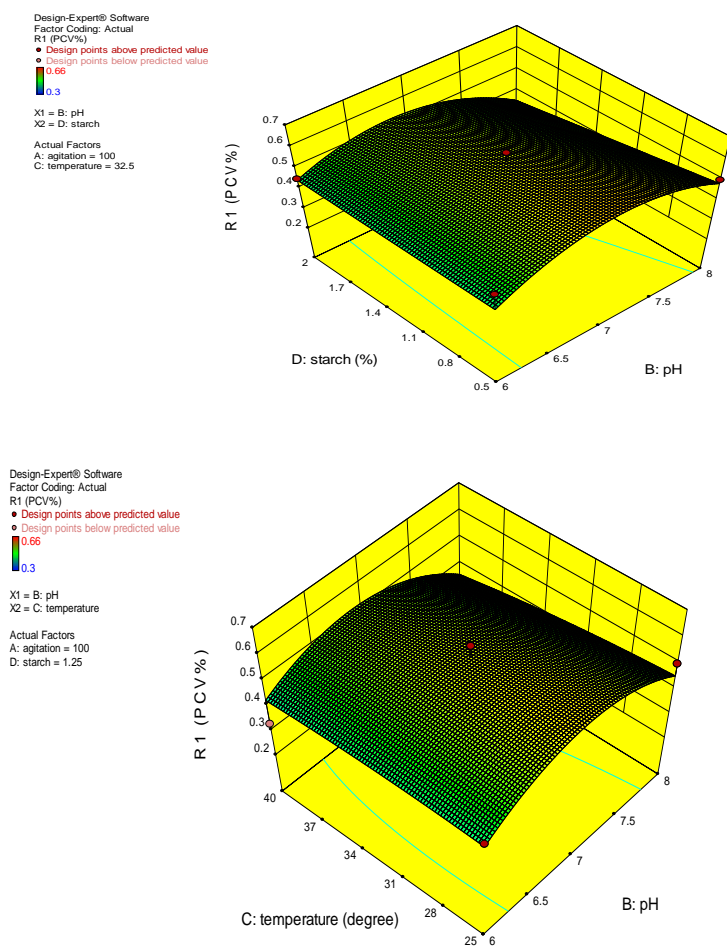 Design-Expert® Software
Factor Coding: Actual
R1 (PCV%)
Design points above predicted value
Design points below predicted value
0.66
0.3
X1 = B: pH
X2 = D: starch
Actual Factors
A: agitation = 100
C: temperature = 32.5
0.7
0.6
0.5
0.4
0.3
0.2
R1 (PCV%)
2
1.7
1.4
1.1
0.8
0.5
D: starch (%)
6
6.5
7
7.5
8
B: pH
Design-Expert® Software
Factor Coding: Actual
R1 (PCV%)
Design points above predicted value
Design points below predicted value
0.66
0.3
X1 = B: pH
X2 = C: temperature
Actual Factors
A: agitation = 100
D: starch = 1.25
0.7
0.6
0.5
0.4
0.3
0.2
R1 (PCV%)
40
37
34
31
28
25
C: temperature (degree)
6
6.5
7
7.5
8
B: pH